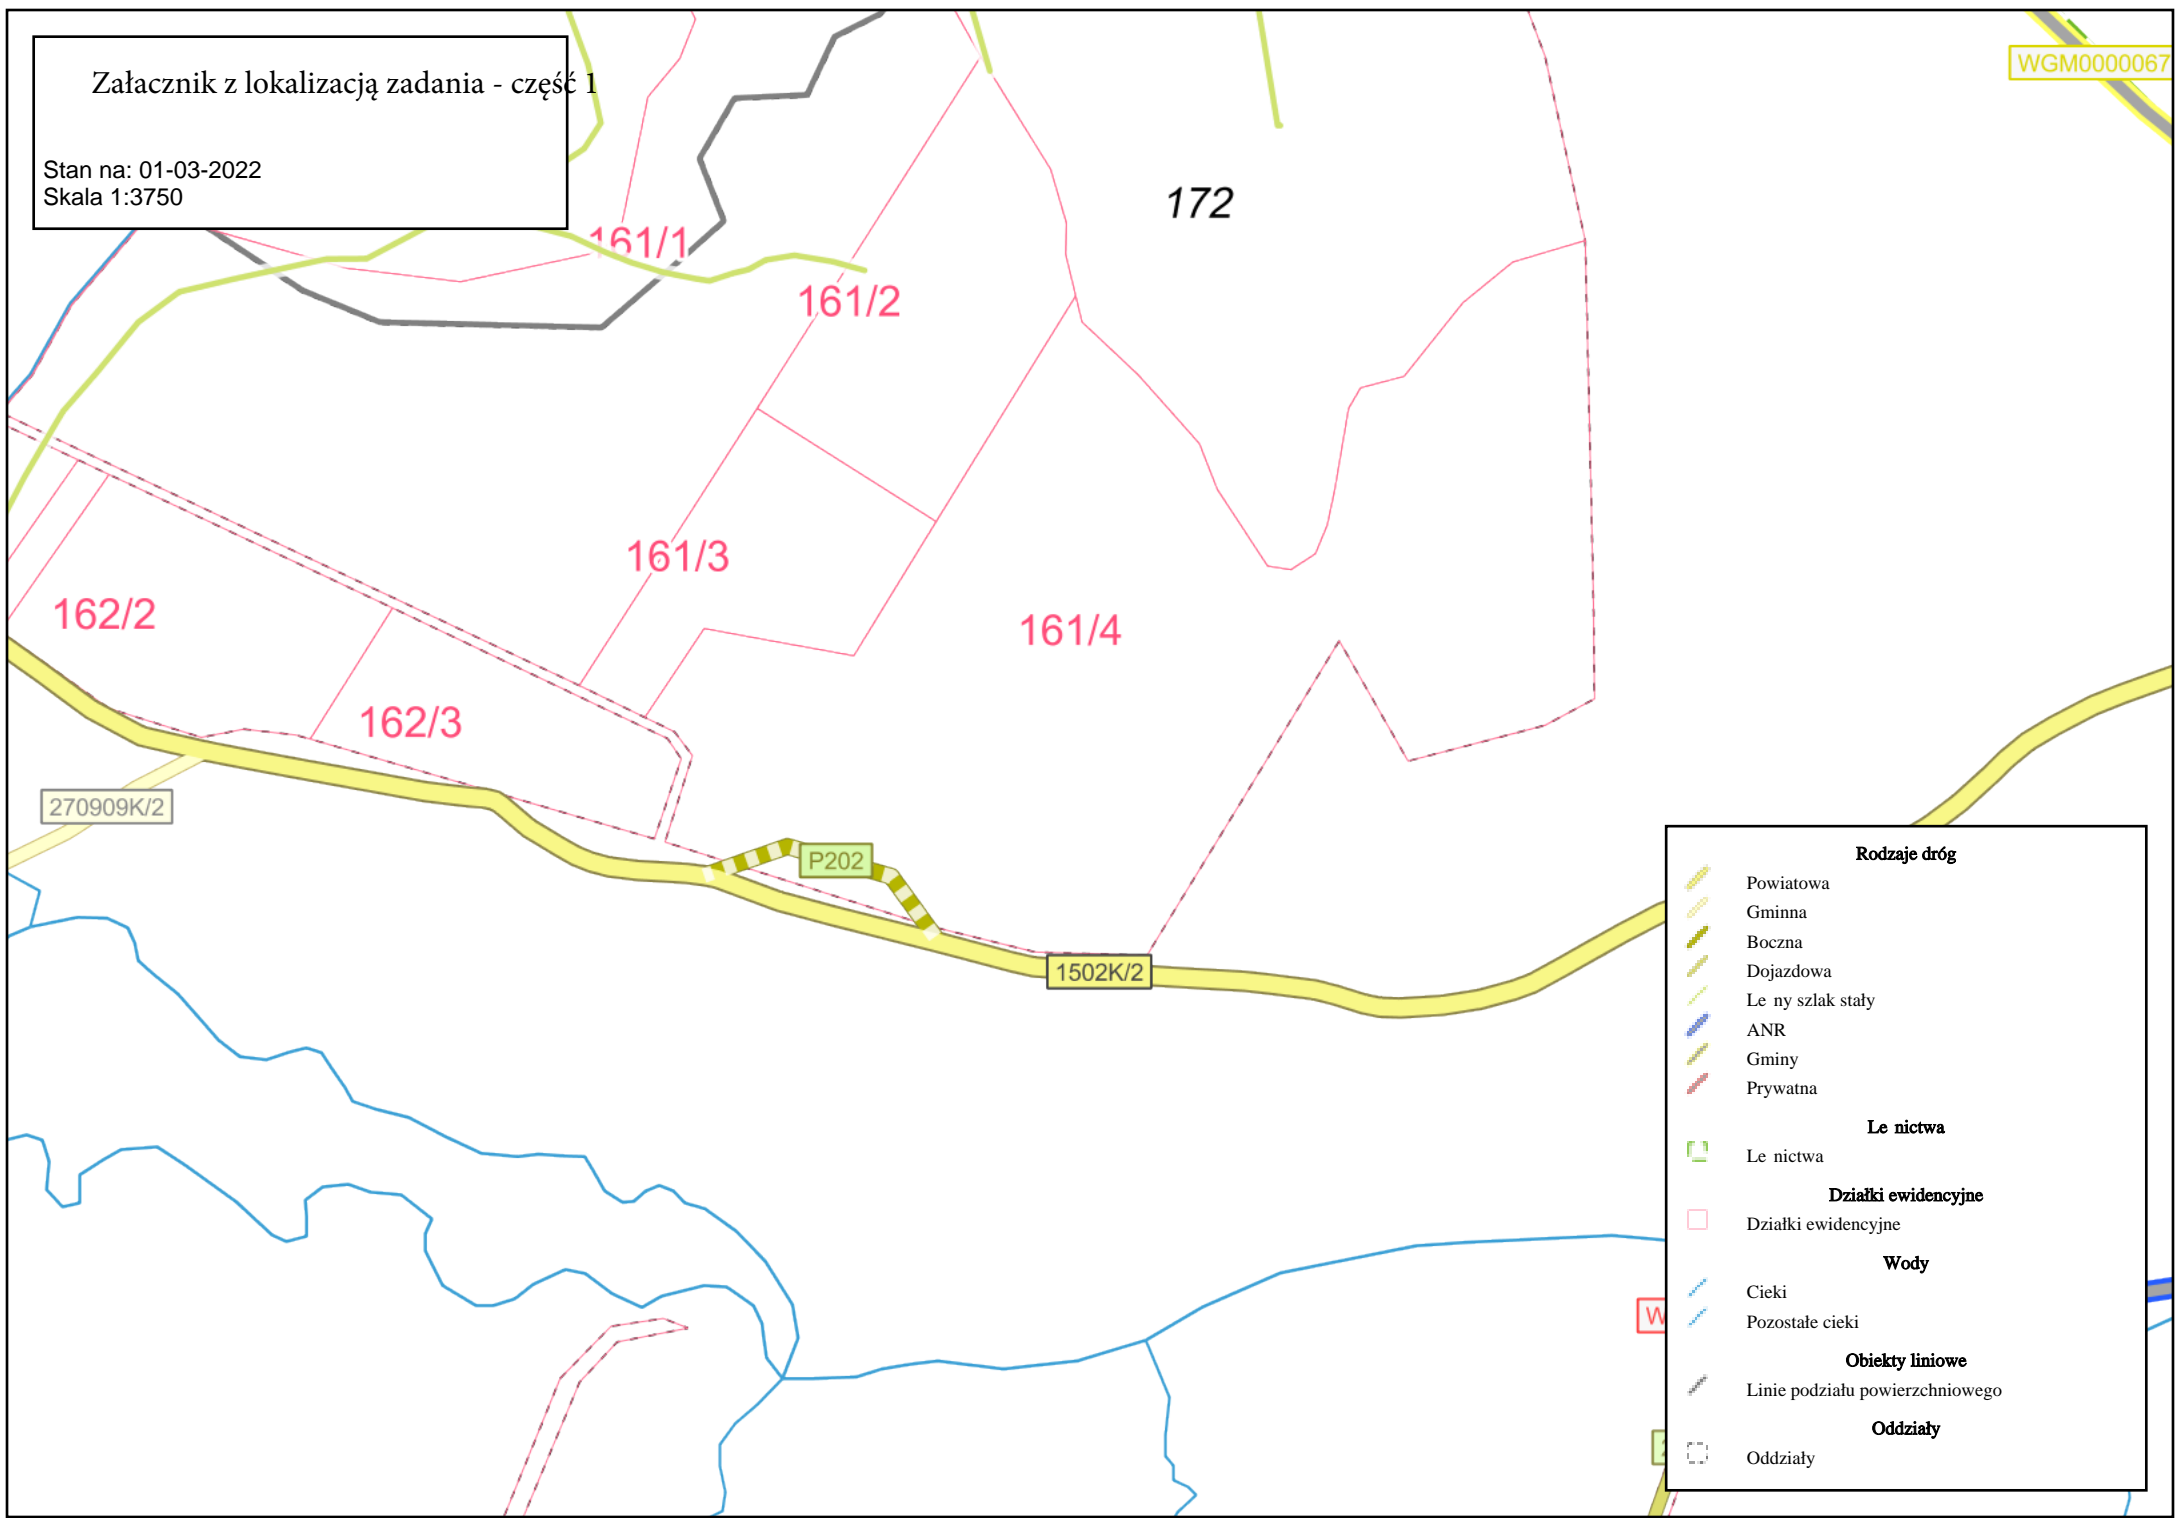 Załacznik z lokalizacją zadania - część 1
Stan na: 01-03-2022
Skala 1:3750
WGM0000067
172
161/1
161/2
161/3
161/4
162/2
162/3
270909K/2
P202
1502K/2
W
Rodzaje dróg
Powiatowa
Gminna
Boczna
Dojazdowa
Le ny szlak stały
ANR
Gminy
Prywatna
Le nictwa
Le nictwa
Działki ewidencyjne
Działki ewidencyjne
Wody
Cieki
Pozostałe cieki
Obiekty liniowe
Linie podziału powierzchniowego
Oddziały
Oddziały